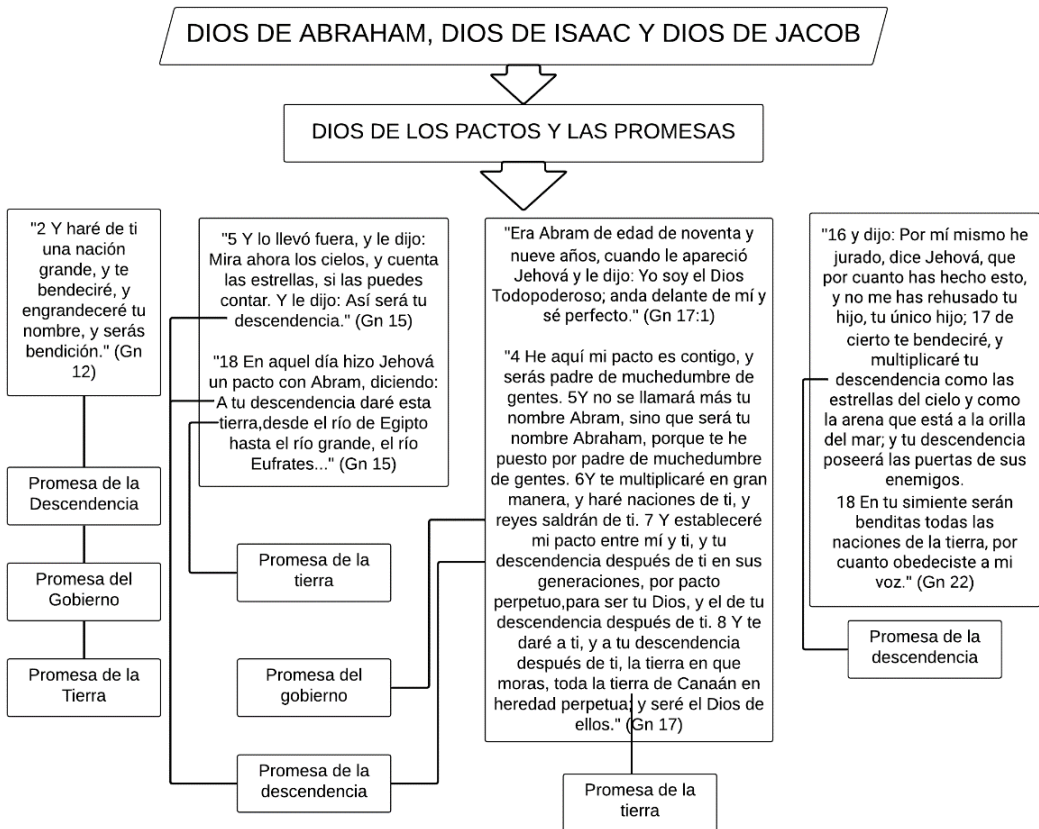 DIOS DE ABRAHAM, DIOS DE ISAAC Y DIOS DE JACOB
DIOS DE LOS PACTOS Y LAS PROMESAS
"2 Y haré de ti
una nación
grande, y te
bendeciré, y
engrandeceré tu
nombre, y serás
bendición." (Gn
12)
Promesa de la
Descendencia
Promesa del
Gobierno
Promesa de la
Tierra
"5 Y lo llevó fuera, y le dijo:
Mira ahora los cielos, y cuenta
las estrellas, si las puedes
contar. Y le dijo: Así será tu
descendencia." (Gn 15)
"18 En aquel día hizo Jehová
un pacto con Abram, diciendo:
A tu descendencia daré esta
tierra,desde el río de Egipto
hasta el río grande, el río
Eufrates..." (Gn 15)
Promesa de la
tierra
Promesa del
gobierno
Promesa de la
descendencia
"Era Abram de edad de noventa y
nueve años, cuando le apareció
Jehová y le dijo: Yo soy el Dios
Todopoderoso; anda delante de mí y
sé perfecto." (Gn 17:1)
"4 He aquí mi pacto es contigo, y
serás padre de muchedumbre de
gentes. 5Y no se llamará más tu
nombre Abram, sino que será tu
nombre Abraham, porque te he
puesto por padre de muchedumbre
de gentes. 6Y te multiplicaré en gran
manera, y haré naciones de ti, y
reyes saldrán de ti. 7 Y estableceré
mi pacto entre mí y ti, y tu
descendencia después de ti en sus
generaciones, por pacto
perpetuo,para ser tu Dios, y el de tu
descendencia después de ti. 8 Y te
daré a ti, y a tu descendencia
después de ti, la tierra en que
moras, toda la tierra de Canaán en
heredad perpetua; y seré el Dios de
ellos." (Gn 17)
Promesa de la
tierra
"16 y dijo: Por mí mismo he
jurado, dice Jehová, que
por cuanto has hecho esto,
y no me has rehusado tu
hijo, tu único hijo; 17 de
cierto te bendeciré, y
multiplicaré tu
descendencia como las
estrellas del cielo y como
la arena que está a la orilla
del mar; y tu descendencia
poseerá las puertas de sus
enemigos.
18 En tu simiente serán
benditas todas las
naciones de la tierra, por
cuanto obedeciste a mi
voz." (Gn 22)
Promesa de la
descendencia